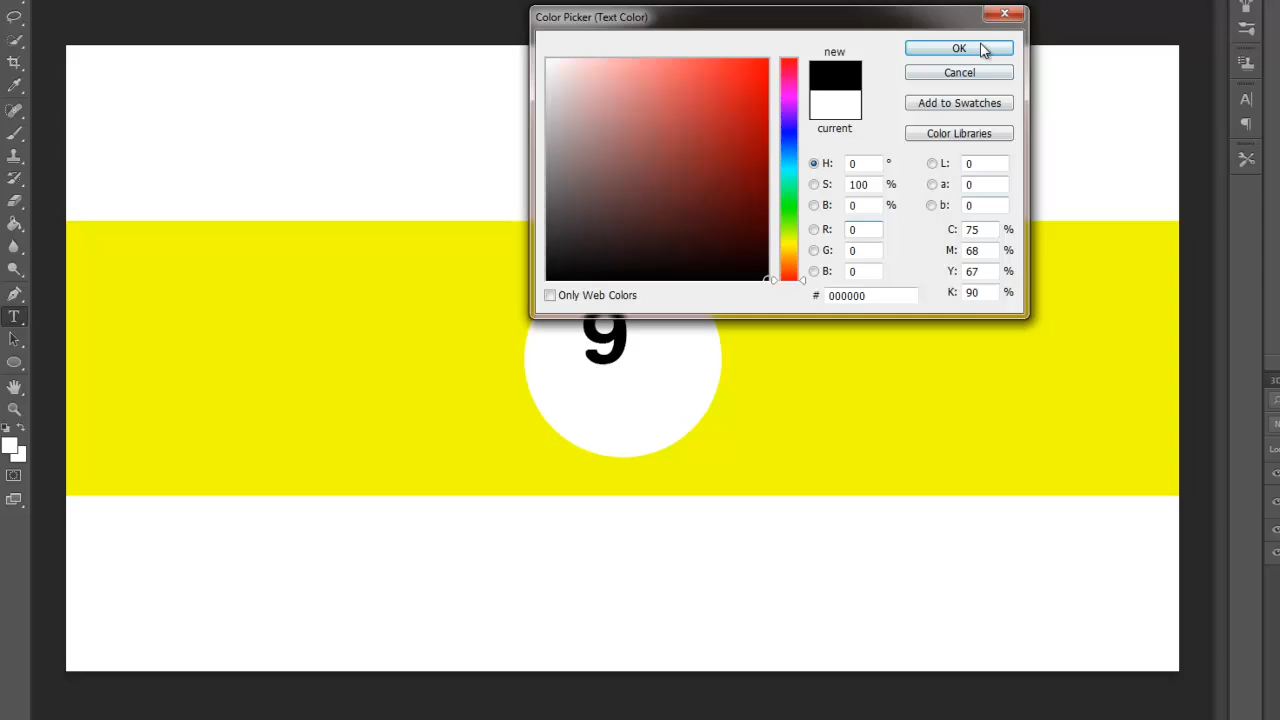 Color Picker (Text Color)
new
OK
Cancel
Add to Swatches
current
Color Libraries
H: 0 ° L: 0
S: 100 % a: 0
B: 0 % b: 0
R: 0 C: 75 %
G: 0 M: 68 %
B: 0 Y: 67 %
# 000000 K: 90 %
Only Web Colors
9
T
A
3D